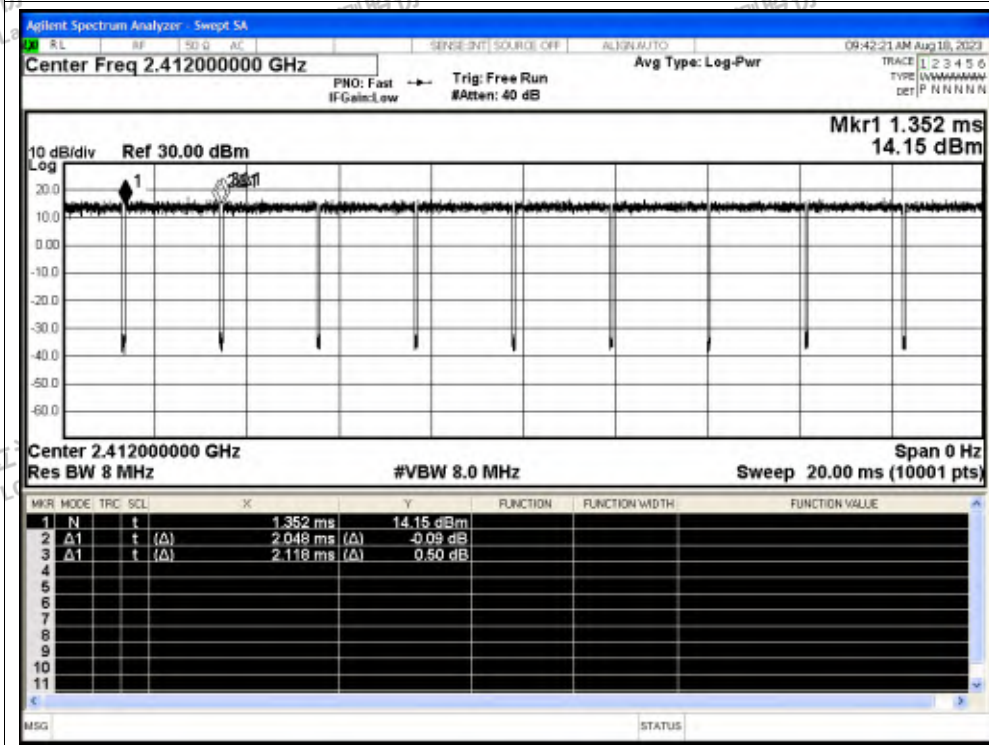 Agilent Spectrum Analyzer - Swept SA
RL RF 50 Ω AC SENSE:INT SOURCE OFF ALIGN AUTO 09:42:21 AM Aug 18, 2023
Center Freq 2.412000000 GHz
PNO: Fast
IFGain:Low
Trig: Free Run
#Atten: 40 dB
Avg Type: Log-Pwr
TRACE 1 2 3 4 5 6
TYPE
DET P N N N N N
Mkr1 1.352 ms
14.15 dBm
10 dB/div Ref 30.00 dBm
Log
1
20.0
10.0
0.00
-10.0
-20.0
-30.0
-40.0
-50.0
-60.0
Center 2.412000000 GHz Span 0 Hz
Res BW 8 MHz #VBW 8.0 MHz Sweep 20.00 ms (10001 pts)
MKR MODE TRC SCL X Y FUNCTION FUNCTION WIDTH FUNCTION VALUE
1 N t 1.352 ms 14.15 dBm
2 Δ1 t (Δ) 2.048 ms (Δ) -0.09 dB
3 Δ1 t (Δ) 2.118 ms (Δ) 0.50 dB
4
5
6
7
8
9
10
11
MSG STATUS